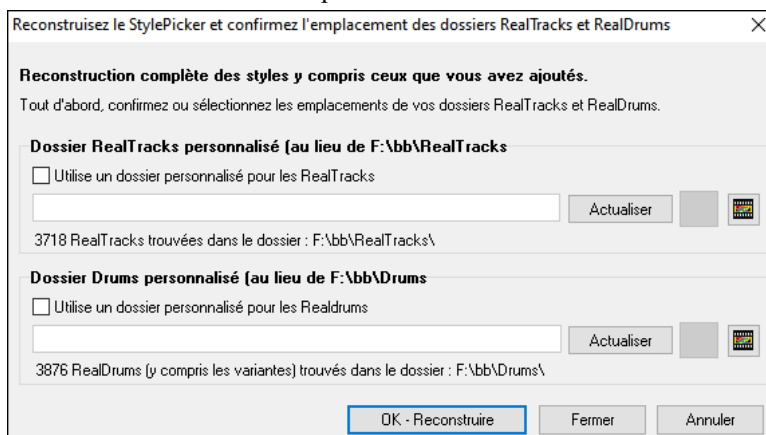 Reconstruisez le StylePicker et confirmez l'emplacement des dossiers RealTracks et RealDrums
Reconstruction complète des styles y compris ceux que vous avez ajoutés.
Tout d'abord, confirmez ou sélectionnez les emplacements de vos dossiers RealTracks et RealDrums.
Dossier RealTracks personnalisé (au lieu de F:\bb\RealTracks
Utilise un dossier personnalisé pour les RealTracks
Actualiser
3718 RealTracks trouvées dans le dossier : F:\bb\RealTracks\
Dossier Drums personnalisé (au lieu de F:\bb\Drums
Utilise un dossier personnalisé pour les Realdrums
Actualiser
3876 RealDrums (y compris les variantes) trouvés dans le dossier : F:\bb\Drums\
OK - Reconstruire Fermer Annuler